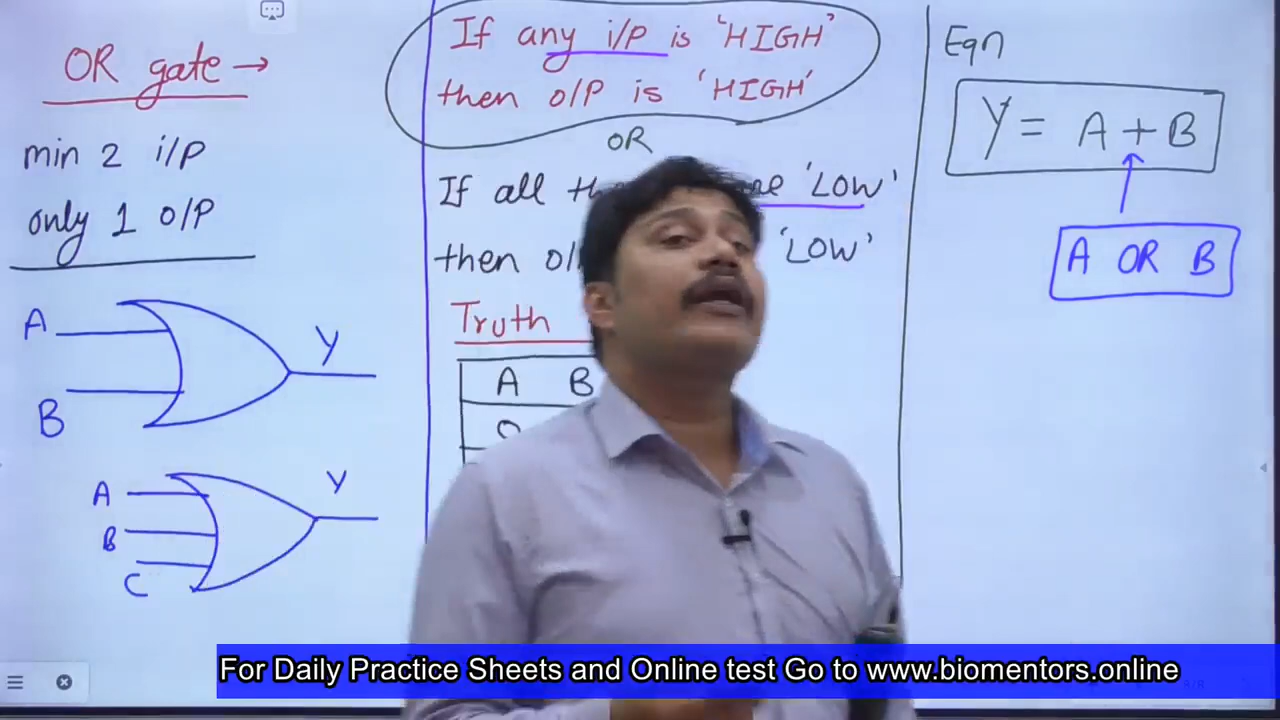 OR gate →
min 2 i/P
only 1 o/P
A
B
Y
A
B
C
Y
If any i/P is 'HIGH'
then o/P is 'HIGH'
OR
If all 'LOW'
then 'LOW'
Truth
A B
0
Eqn
Y = A + B
A OR B
For Daily Practice Sheets and Online test Go to www.biomentors.online